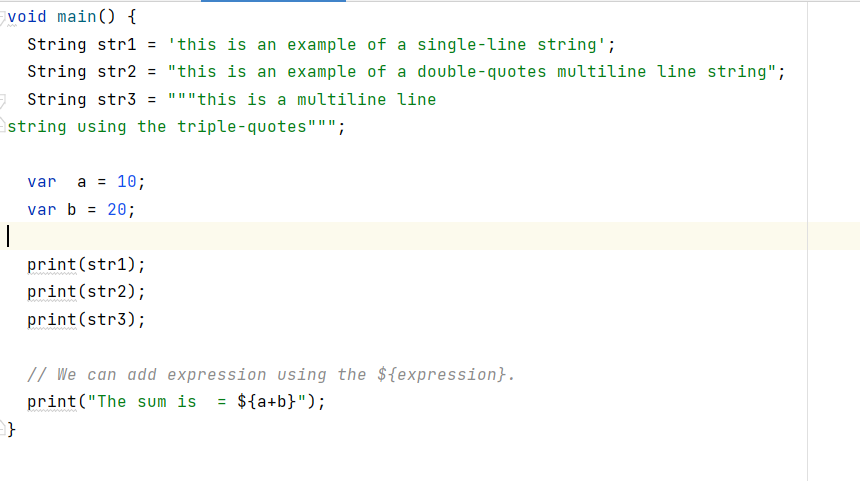 void main() {
  String str1 = 'this is an example of a single-line string';
  String str2 = "this is an example of a double-quotes multiline line string";
  String str3 = """this is a multiline line
string using the triple-quotes""";

  var  a = 10;
  var b = 20;

  print(str1);
  print(str2);
  print(str3);

  // We can add expression using the ${expression}.
  print("The sum is  = ${a+b}");
}